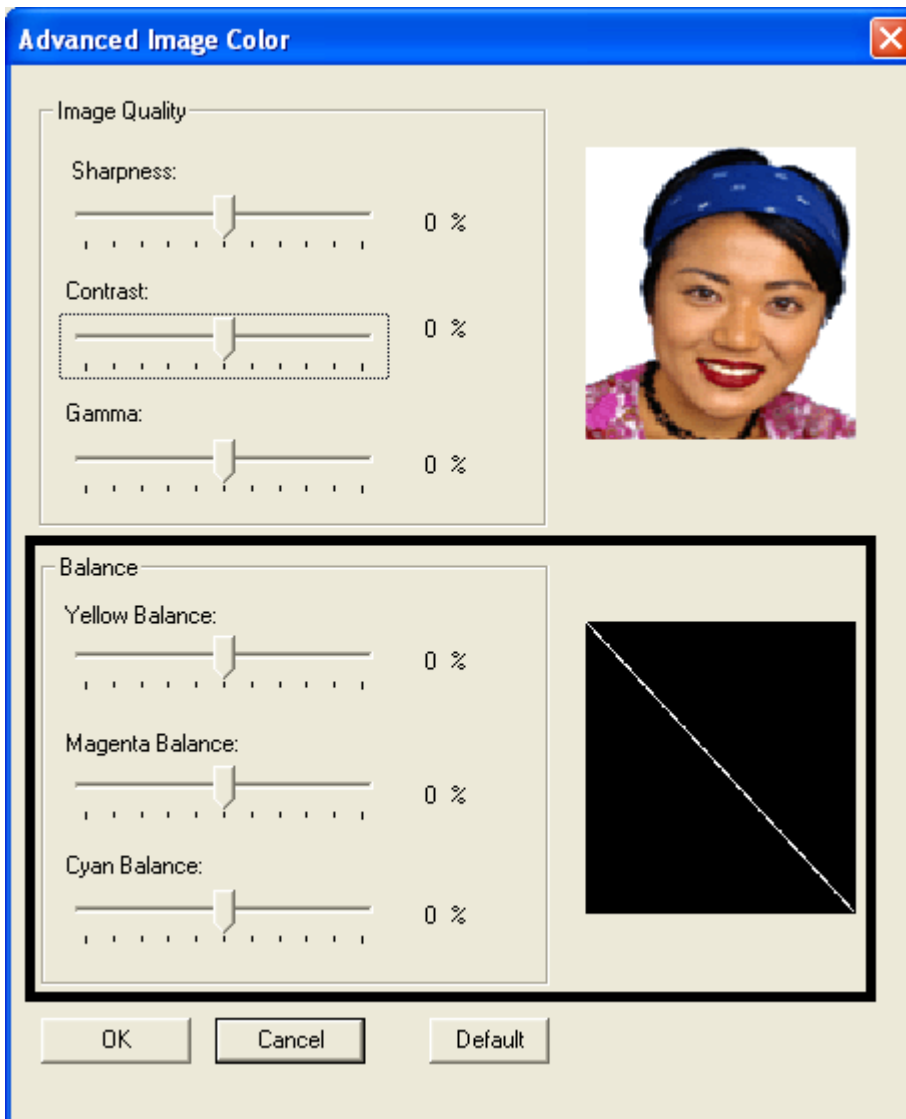 Advanced Image Color
Image Quality
Sharpness:
0 %
Contrast:
0 %
Gamma:
0 %
Balance
Yellow Balance:
0 %
Magenta Balance:
0 %
Cyan Balance:
0 %
OK Cancel Default